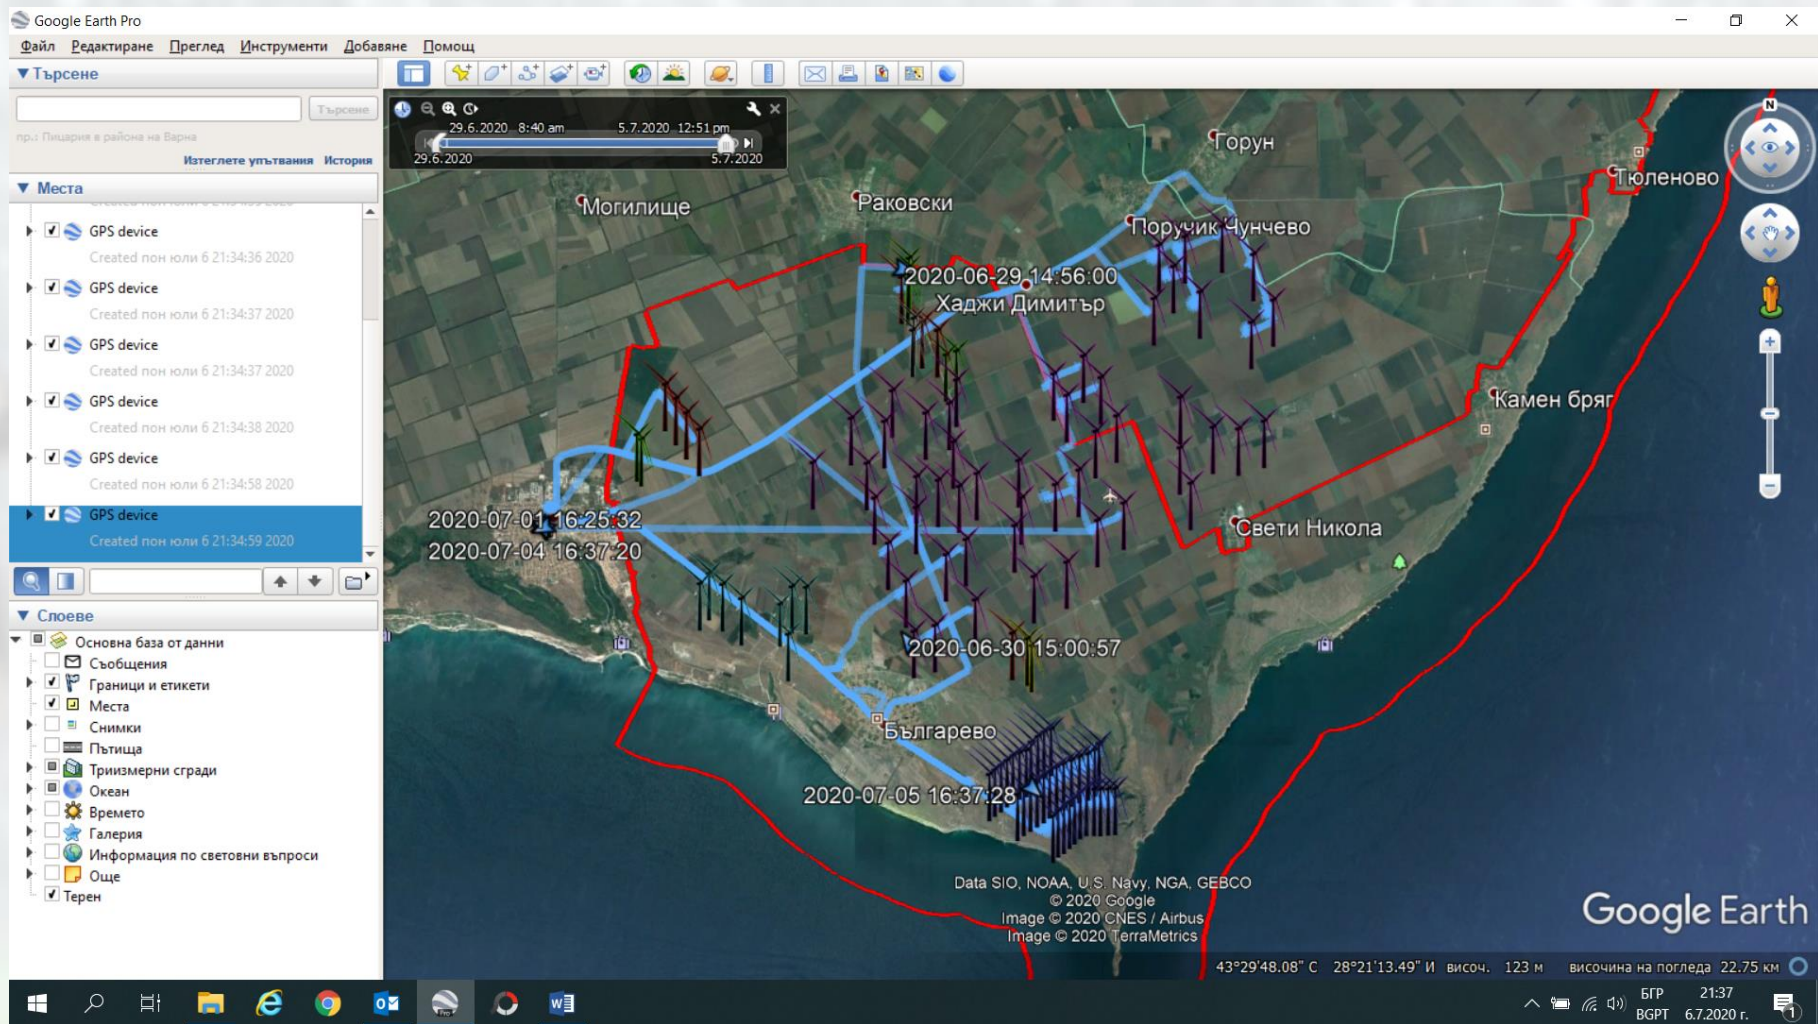 Google Earth Pro
Файл Редактиране Преглед Инструменти Добавяне Помощ
Търсене
Търсене
пр.: Пицария в района на Варна
Изтеглете упътвания История
Места
GPS device
Created пон юли 6 21:34:36 2020
GPS device
Created пон юли 6 21:34:37 2020
GPS device
Created пон юли 6 21:34:37 2020
GPS device
Created пон юли 6 21:34:38 2020
GPS device
Created пон юли 6 21:34:58 2020
GPS device
Created пон юли 6 21:34:59 2020
Слоеве
Основна база от данни
Съобщения
Граници и етикети
Места
Снимки
Пътища
Триизмерни сгради
Океан
Времето
Галерия
Информация по световни въпроси
Още
Терен
29.6.2020 8:40 am 5.7.2020 12:51 pm
29.6.2020 5.7.2020
N
Горун
Тюленово
Могилище
Раковски
Поручик Чунчево
2020-06-29 14:56:00
Хаджи Димитър
Камен бряг
2020-07-01 16:25:32
Свети Никола
2020-07-04 16:37:20
2020-06-30 15:00:57
Българево
2020-07-05 16:37:28
Data SIO, NOAA, U.S. Navy, NGA, GEBCO
© 2020 Google
Image © 2020 CNES / Airbus
Image © 2020 TerraMetrics
Google Earth
43°29'48.08" С 28°21'13.49" И височ. 123 м височина на погледа 22.75 км
БГР
BGPT
21:37
6.7.2020 г.
1